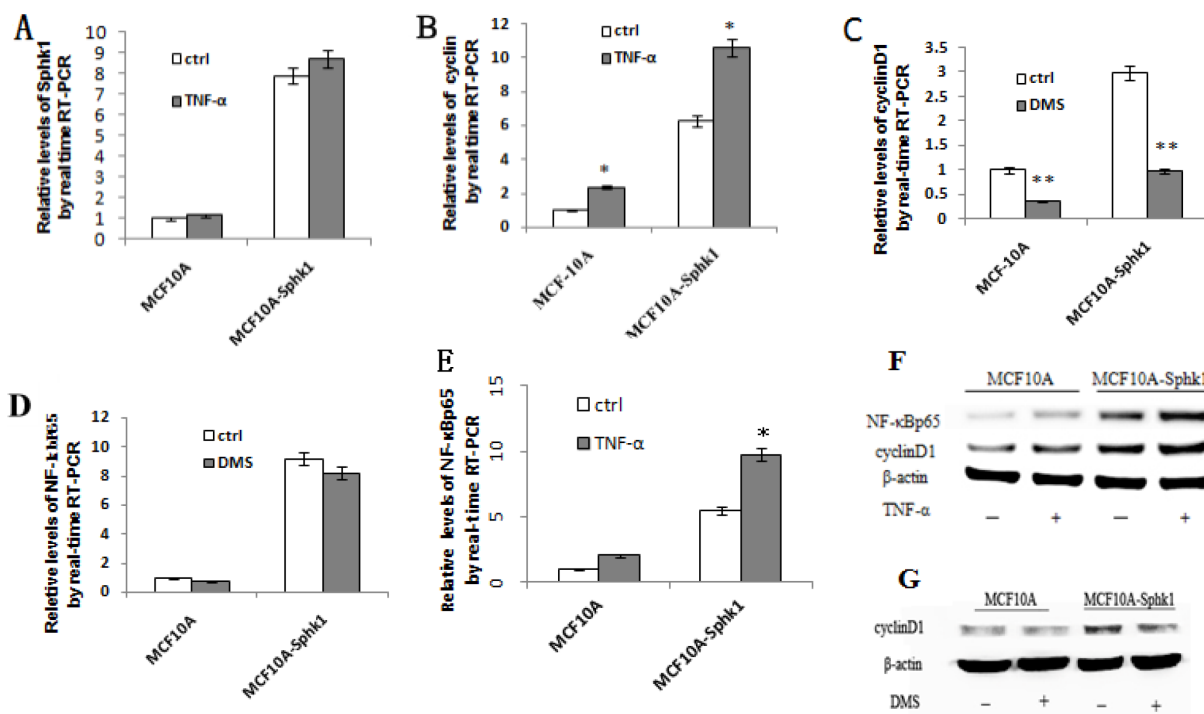 A
Relative levels of Sphk1
by real time RT-PCR
10
9
8
7
6
5
4
3
2
1
0
ctrl
TNF-α
MCF10A
MCF10A-Sphk1
B
Relative levels of cyclin
by real time RT-PCR
12
10
8
6
4
2
0
ctrl
TNF-α
*
*
MCF-10A
MCF10A-Sphk1
C
Reletive levels of cyclinD1
by real-time RT-PCR
3.5
3
2.5
2
1.5
1
0.5
0
ctrl
DMS
**
**
MCF-10A
MCF10A-Sphk1
D
Reletive levels of NF-κbp65
by real-time RT-PCR
12
10
8
6
4
2
0
ctrl
DMS
MCF10A
MCF10A-Sphk1
E
Relative levels of NF-κBp65
by real-time RT-PCR
15
10
5
0
ctrl
TNF-α
*
MCF10A
MCF10A-Sphk1
F
MCF10A MCF10A-Sphk1
NF-κBp65
cyclinD1
β-actin
TNF-α – + – +
G
MCF10A MCF10A-Sphk1
cyclinD1
β-actin
DMS – + – +